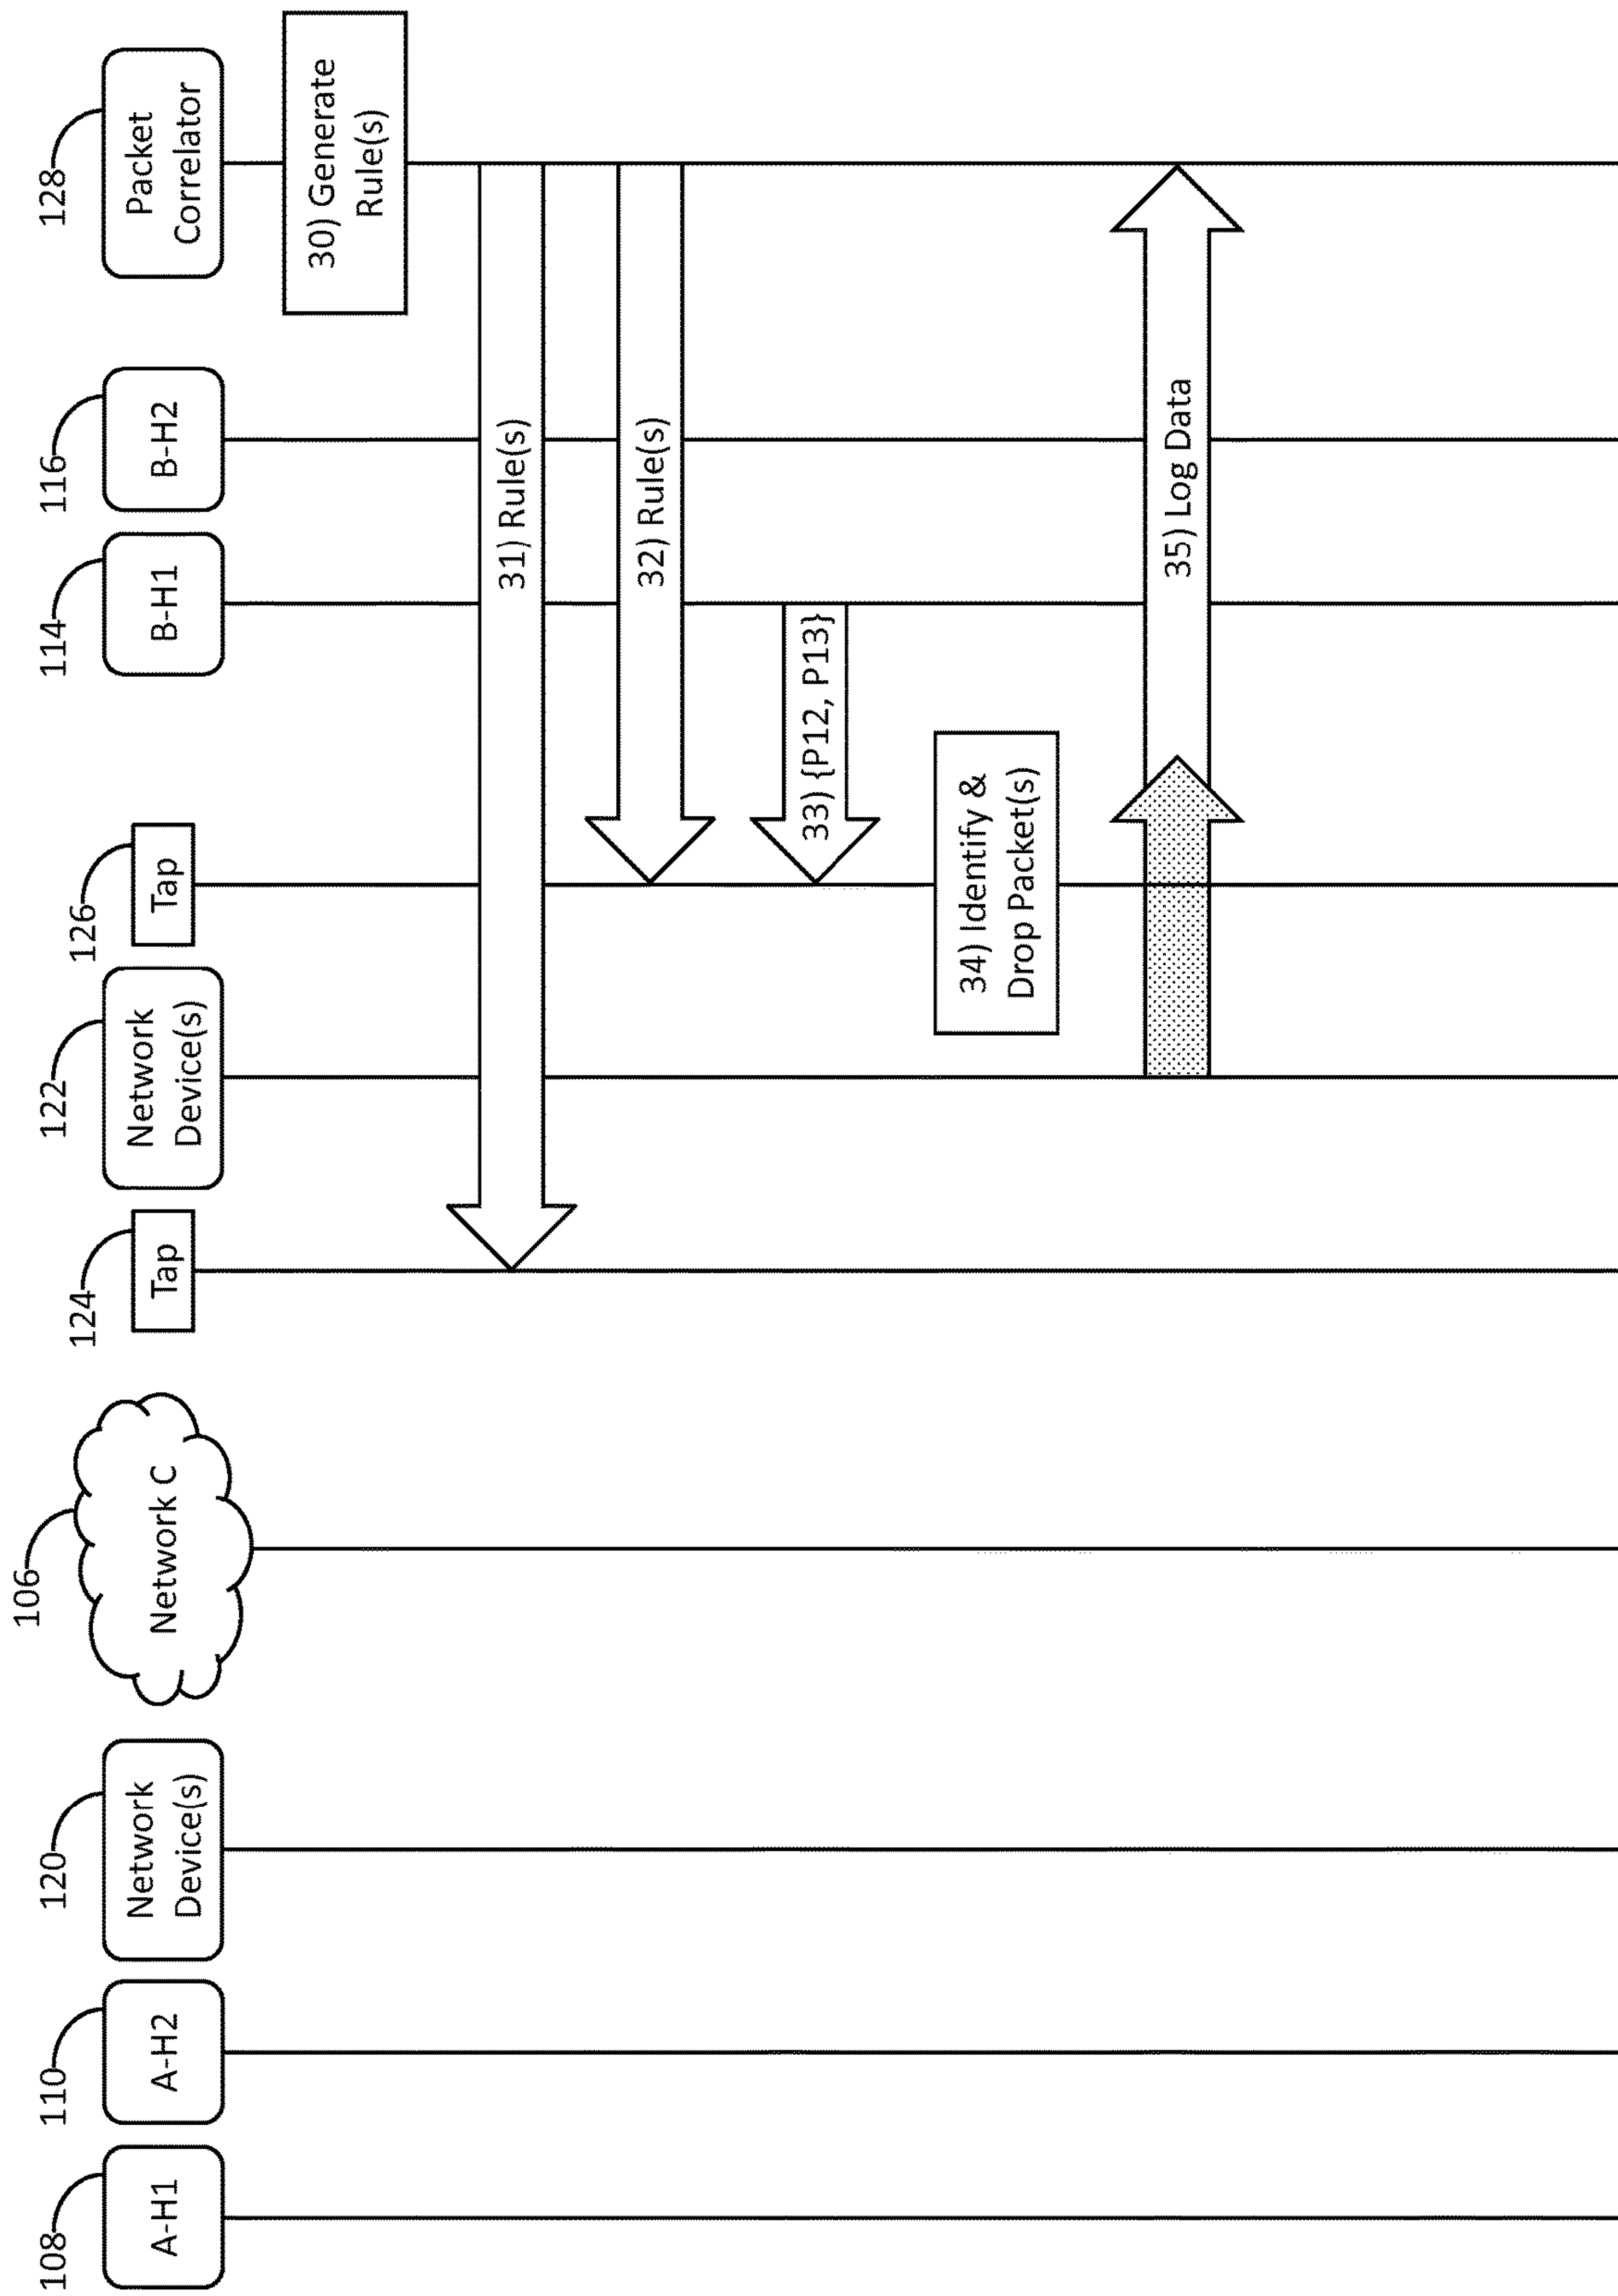 108
A-H1
110
A-H2
120
Network
Device(s)
106
Network C
124
Tap
122
Network
Device(s)
126
Tap
114
B-H1
116
B-H2
128
Packet
Correlator
30) Generate
Rule(s)
31) Rule(s)
32) Rule(s)
33) {P12, P13}
34) Identify &
Drop Packet(s)
35) Log Data